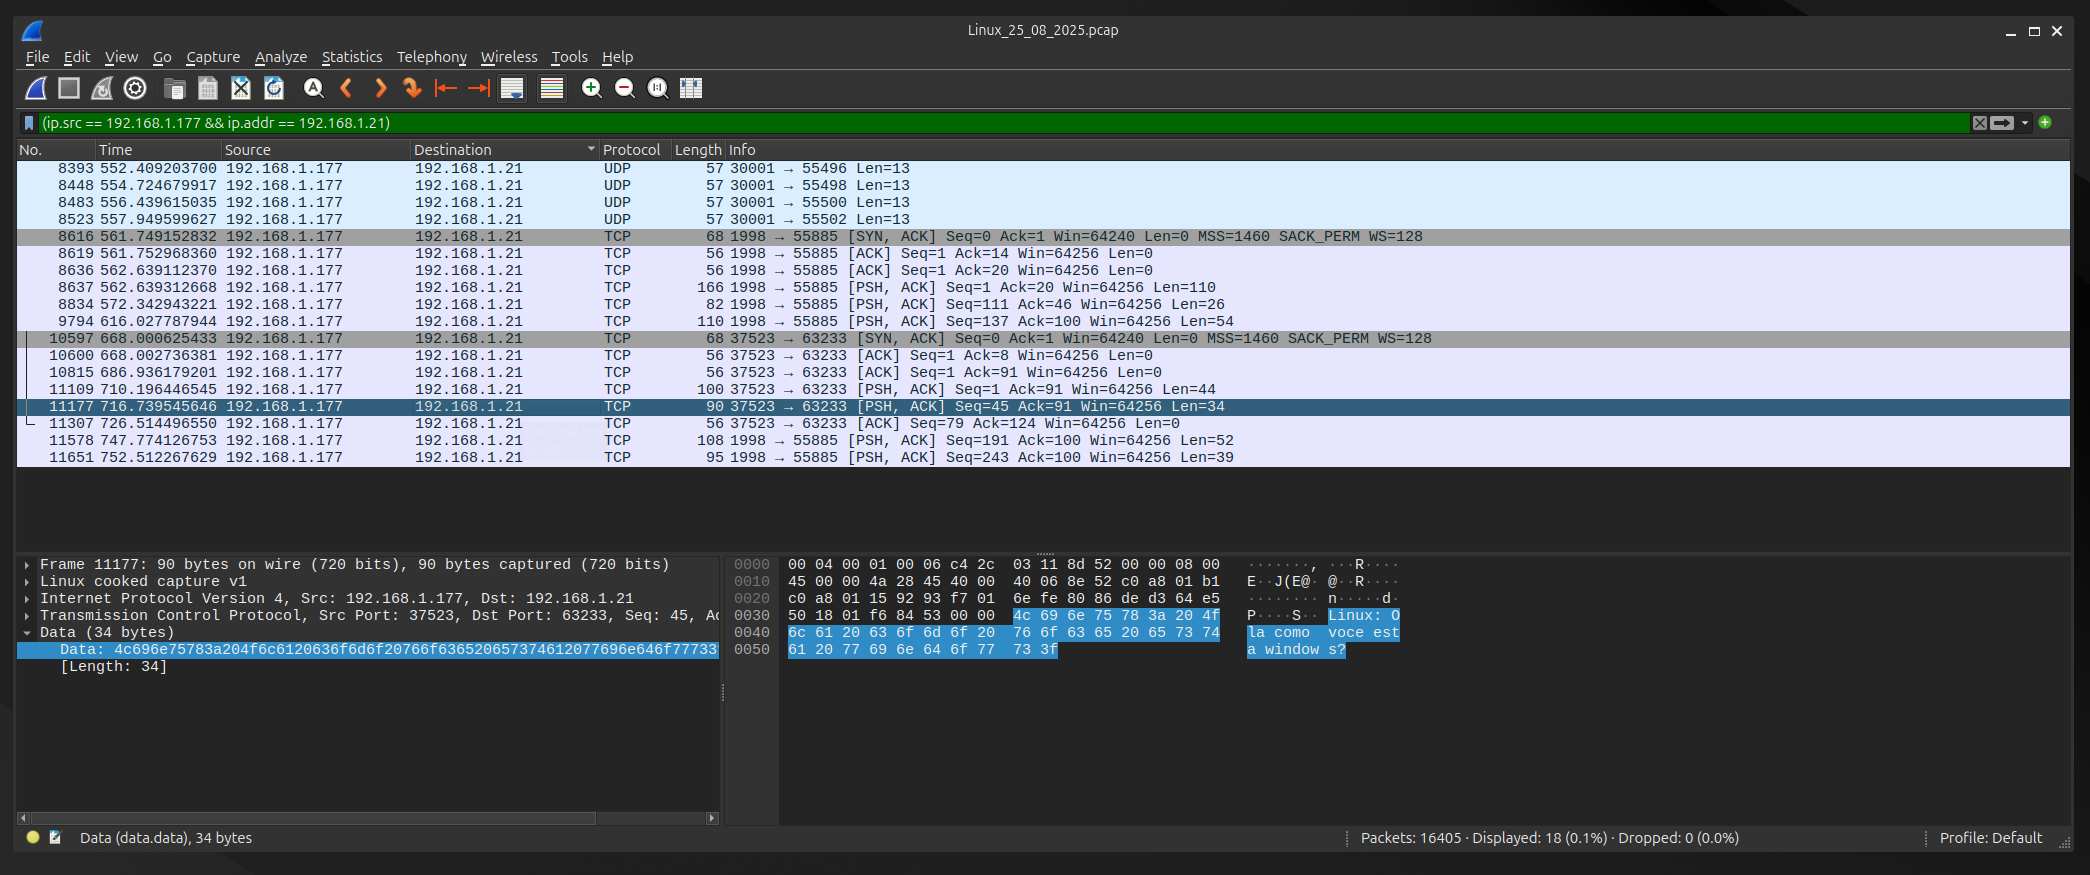 Linux_25_08_2025.pcap
File Edit View Go Capture Analyze Statistics Telephony Wireless Tools Help
(ip.src == 192.168.1.177 && ip.addr == 192.168.1.21)
No. Time Source Destination Protocol Length Info
8393 552.409203700 192.168.1.177 192.168.1.21 UDP 57 30001 → 55496 Len=13
8448 554.724679917 192.168.1.177 192.168.1.21 UDP 57 30001 → 55498 Len=13
8483 556.439615035 192.168.1.177 192.168.1.21 UDP 57 30001 → 55500 Len=13
8523 557.949599627 192.168.1.177 192.168.1.21 UDP 57 30001 → 55502 Len=13
8616 561.749152832 192.168.1.177 192.168.1.21 TCP 68 1998 → 55885 [SYN, ACK] Seq=0 Ack=1 Win=64240 Len=0 MSS=1460 SACK_PERM WS=128
8619 561.752968360 192.168.1.177 192.168.1.21 TCP 56 1998 → 55885 [ACK] Seq=1 Ack=14 Win=64256 Len=0
8636 562.639112370 192.168.1.177 192.168.1.21 TCP 56 1998 → 55885 [ACK] Seq=1 Ack=20 Win=64256 Len=0
8637 562.639312668 192.168.1.177 192.168.1.21 TCP 166 1998 → 55885 [PSH, ACK] Seq=1 Ack=20 Win=64256 Len=110
8834 572.342943221 192.168.1.177 192.168.1.21 TCP 82 1998 → 55885 [PSH, ACK] Seq=111 Ack=46 Win=64256 Len=26
9794 616.027787944 192.168.1.177 192.168.1.21 TCP 110 1998 → 55885 [PSH, ACK] Seq=137 Ack=100 Win=64256 Len=54
10597 668.000625433 192.168.1.177 192.168.1.21 TCP 68 37523 → 63233 [SYN, ACK] Seq=0 Ack=1 Win=64240 Len=0 MSS=1460 SACK_PERM WS=128
10600 668.002736381 192.168.1.177 192.168.1.21 TCP 56 37523 → 63233 [ACK] Seq=1 Ack=8 Win=64256 Len=0
10815 686.936179201 192.168.1.177 192.168.1.21 TCP 56 37523 → 63233 [ACK] Seq=1 Ack=91 Win=64256 Len=0
11109 710.196446545 192.168.1.177 192.168.1.21 TCP 100 37523 → 63233 [PSH, ACK] Seq=1 Ack=91 Win=64256 Len=44
11177 716.739545646 192.168.1.177 192.168.1.21 TCP 90 37523 → 63233 [PSH, ACK] Seq=45 Ack=91 Win=64256 Len=34
11307 726.514496550 192.168.1.177 192.168.1.21 TCP 56 37523 → 63233 [ACK] Seq=79 Ack=124 Win=64256 Len=0
11578 747.774126753 192.168.1.177 192.168.1.21 TCP 108 1998 → 55885 [PSH, ACK] Seq=191 Ack=100 Win=64256 Len=52
11651 752.512267629 192.168.1.177 192.168.1.21 TCP 95 1998 → 55885 [PSH, ACK] Seq=243 Ack=100 Win=64256 Len=39
Frame 11177: 90 bytes on wire (720 bits), 90 bytes captured (720 bits)
Linux cooked capture v1
Internet Protocol Version 4, Src: 192.168.1.177, Dst: 192.168.1.21
Transmission Control Protocol, Src Port: 37523, Dst Port: 63233, Seq: 45, Ac
Data (34 bytes)
Data: 4c696e75783a204f6c6120636f6d6f20766f636520657374612077696e646f77733
[Length: 34]
0000 00 04 00 01 00 06 c4 2c 03 11 8d 52 00 00 08 00 ·······, ···R····
0010 45 00 00 4a 28 45 40 00 40 06 8e 52 c0 a8 01 b1 E··J(E@· @··R····
0020 c0 a8 01 15 92 93 f7 01 6e fe 80 86 de d3 64 e5 ········ n·····d·
0030 50 18 01 f6 84 53 00 00 4c 69 6e 75 78 3a 20 4f P····S·· Linux: O
0040 6c 61 20 63 6f 6d 6f 20 76 6f 63 65 20 65 73 74 la como voce est
0050 61 20 77 69 6e 64 6f 77 73 3f a window s?
Data (data.data), 34 bytes
Packets: 16405 · Displayed: 18 (0.1%) · Dropped: 0 (0.0%)
Profile: Default